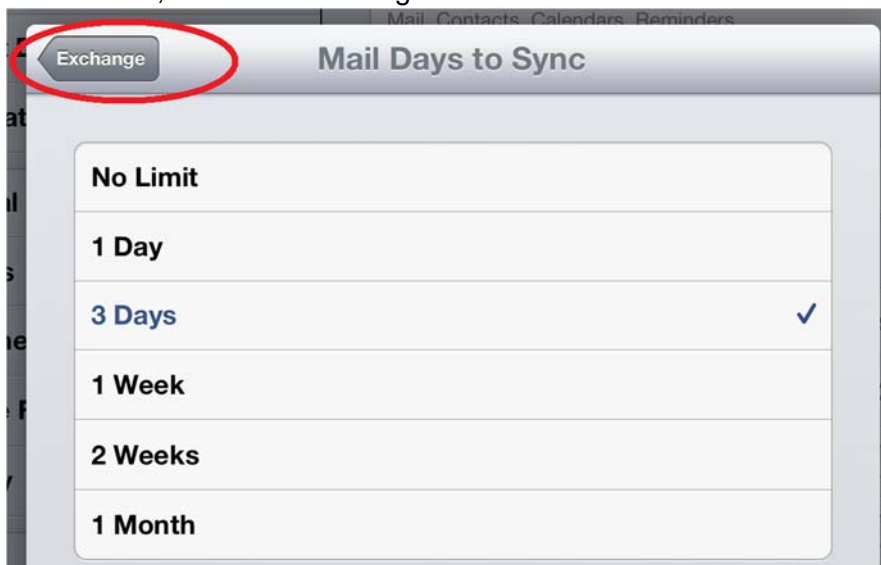 Mail, Contacts, Calendars, Reminders
Exchange
Mail Days to Sync
No Limit
1 Day
3 Days
1 Week
2 Weeks
1 Month